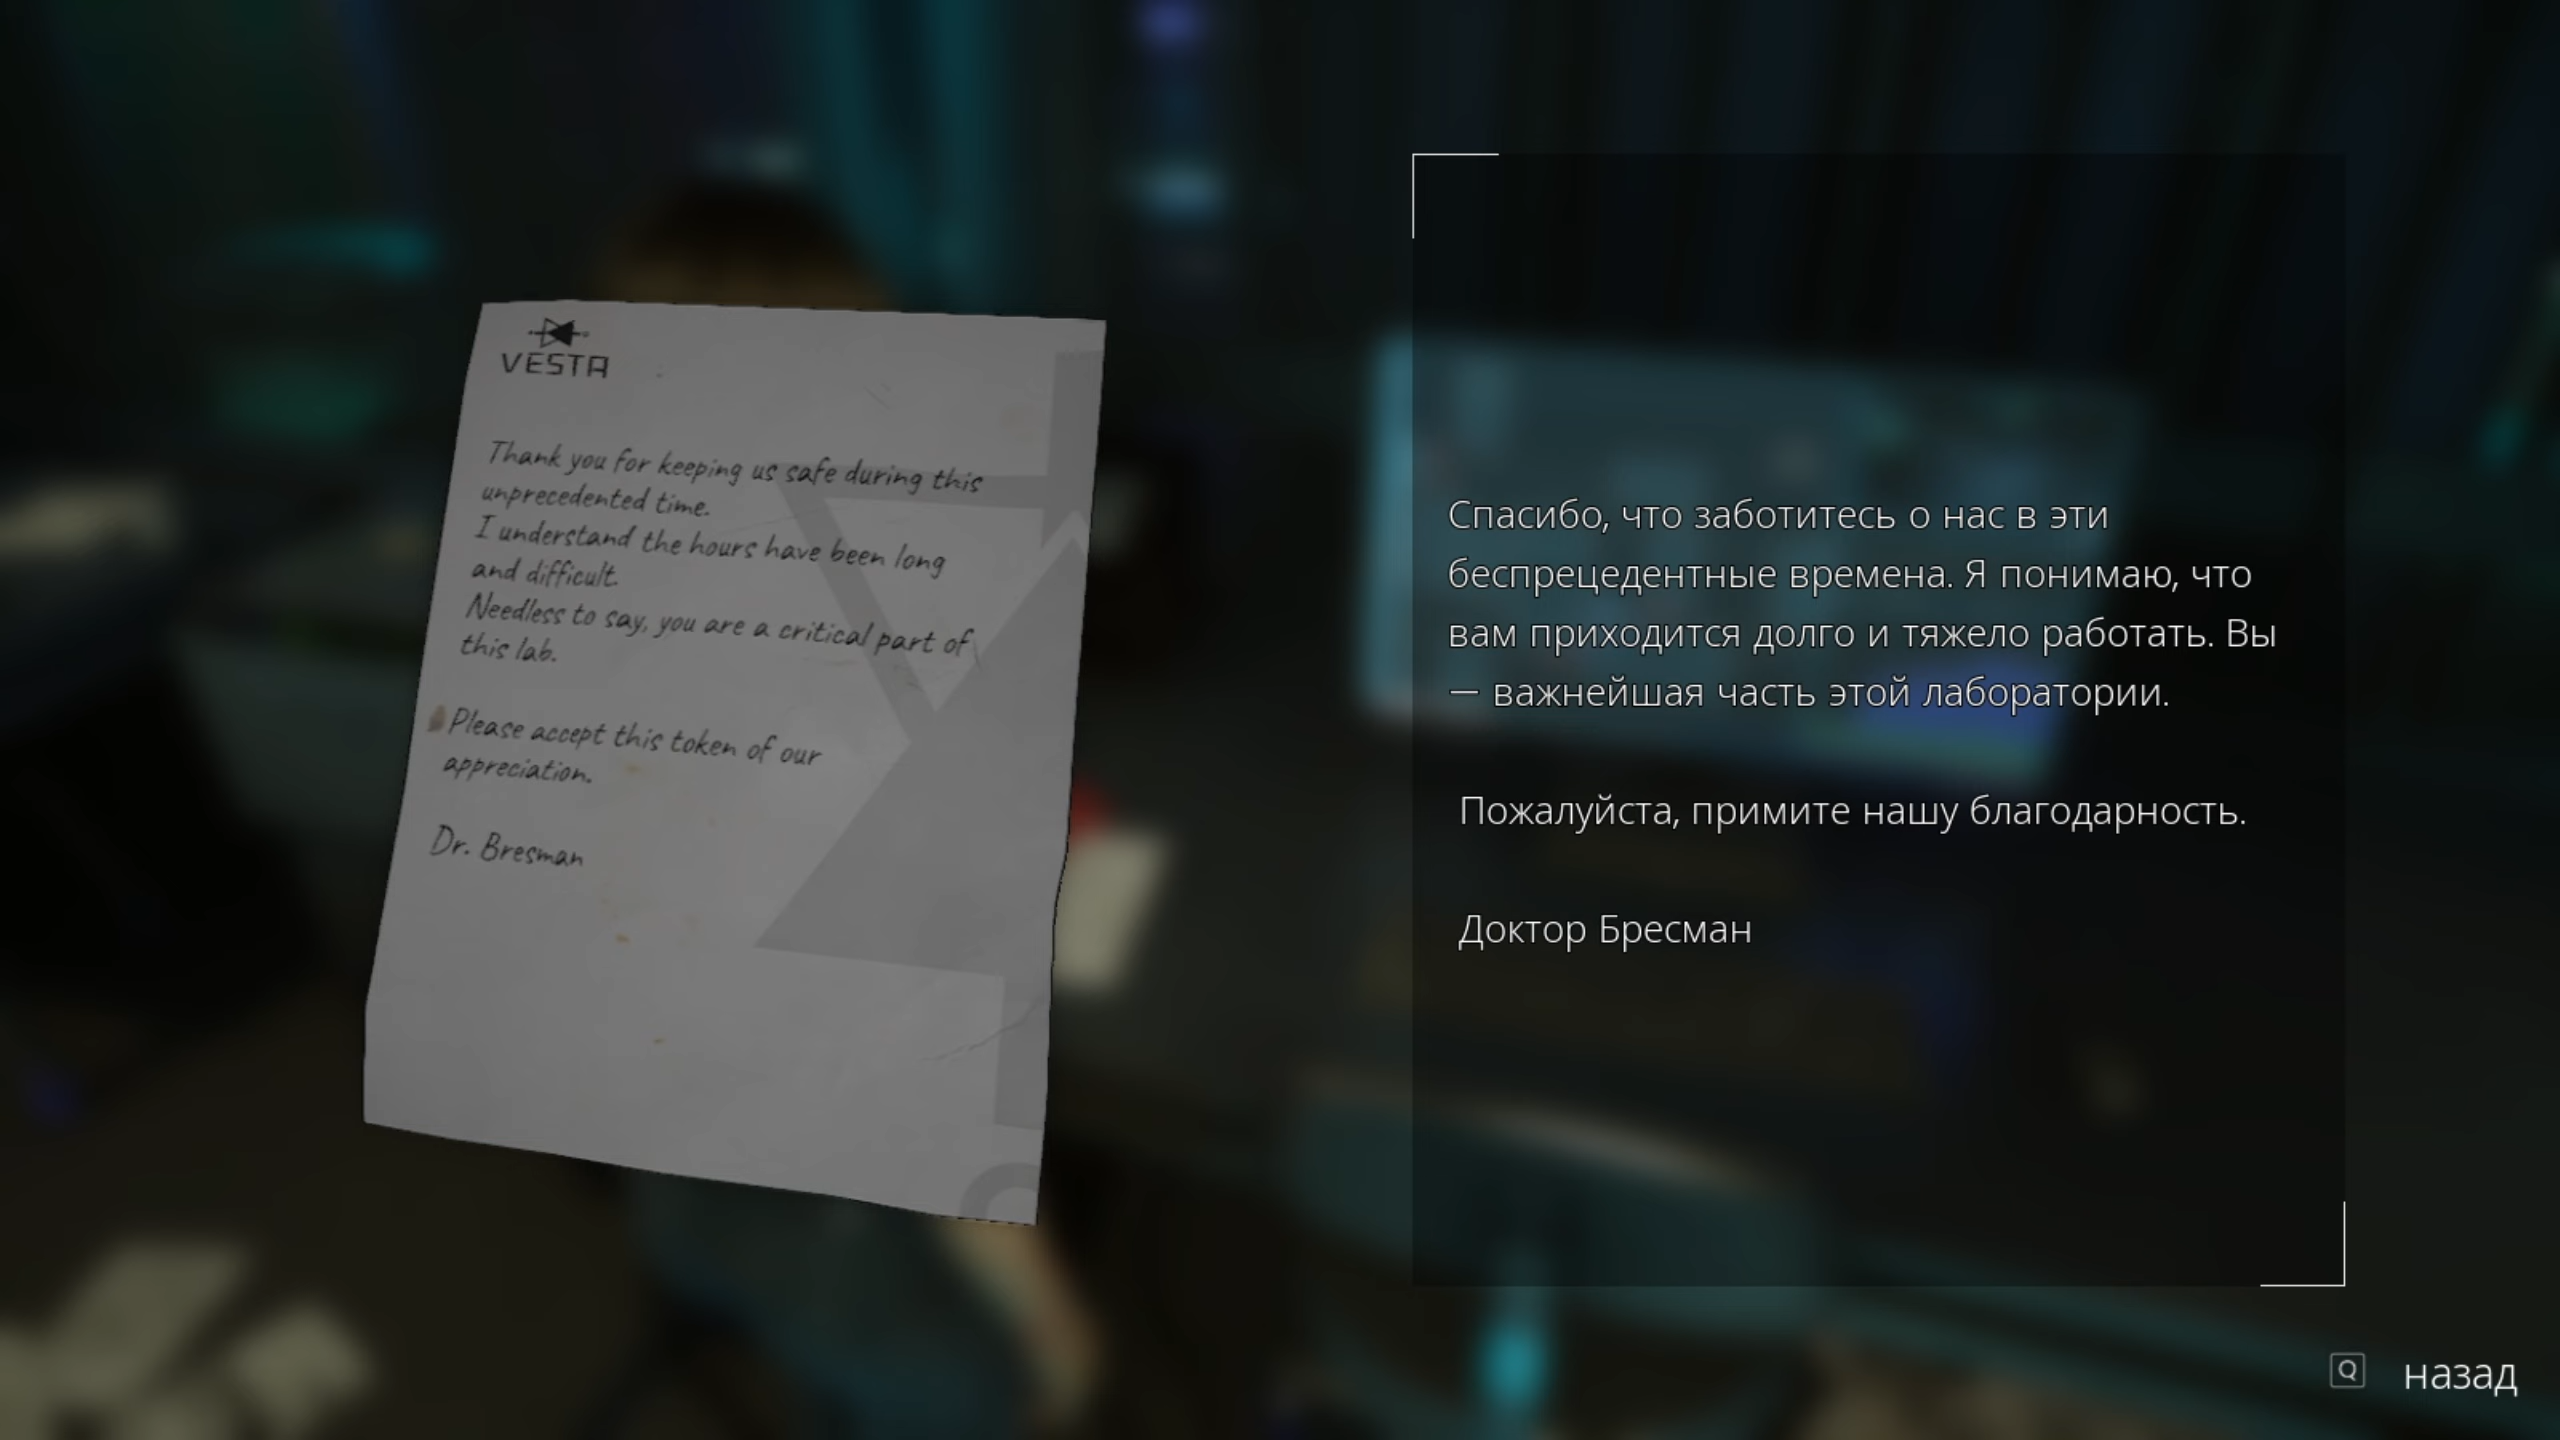 VESTA
Thank you for keeping us safe during this
unprecedented time.
I understand the hours have been long
and difficult.
Needless to say, you are a critical part of
this lab.
Please accept this token of our
appreciation.
Dr. Bresman
Спасибо, что заботитесь о нас в эти
беспрецедентные времена. Я понимаю, что
вам приходится долго и тяжело работать. Вы
— важнейшая часть этой лаборатории.
Пожалуйста, примите нашу благодарность.
Доктор Бресман
Q назад